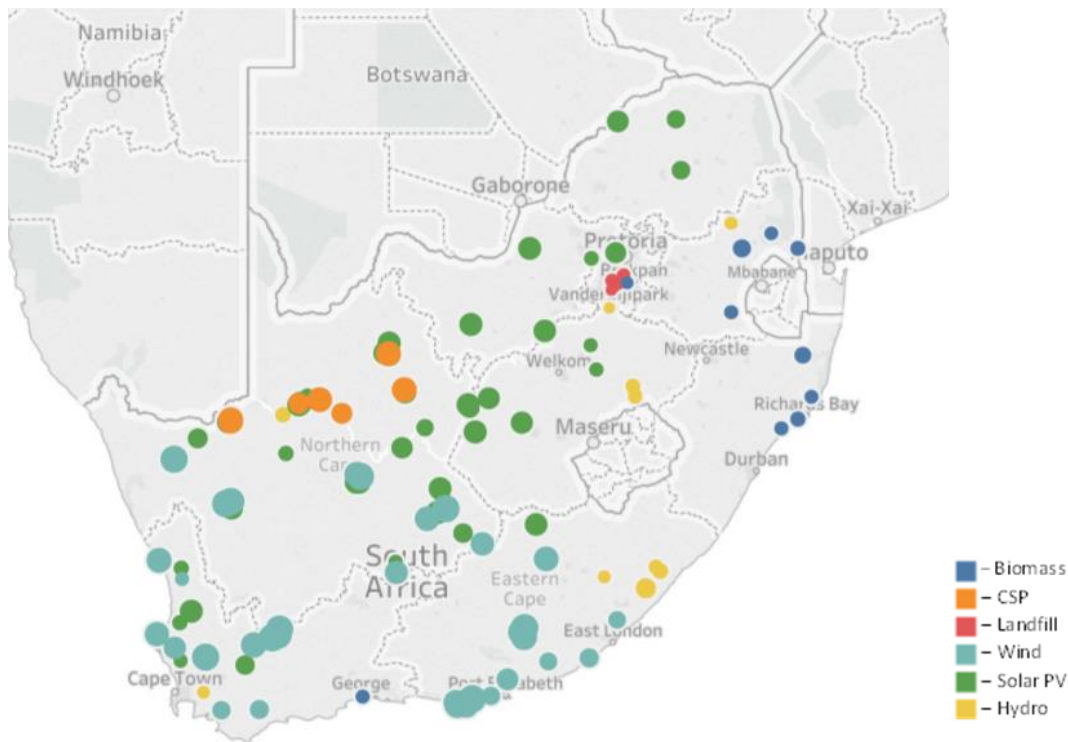 Namibia
Windhoek
Botswana
Gaborone
Xai-Xai
Pretoria
Maputo
Mbabane
Welkom
Newcastle
Richards Bay
Maseru
Northern
Durban
South
Africa
Eastern
Cape
East London
Cape Town
George
Port Elizabeth
– Biomass
– CSP
– Landfill
– Wind
– Solar PV
– Hydro